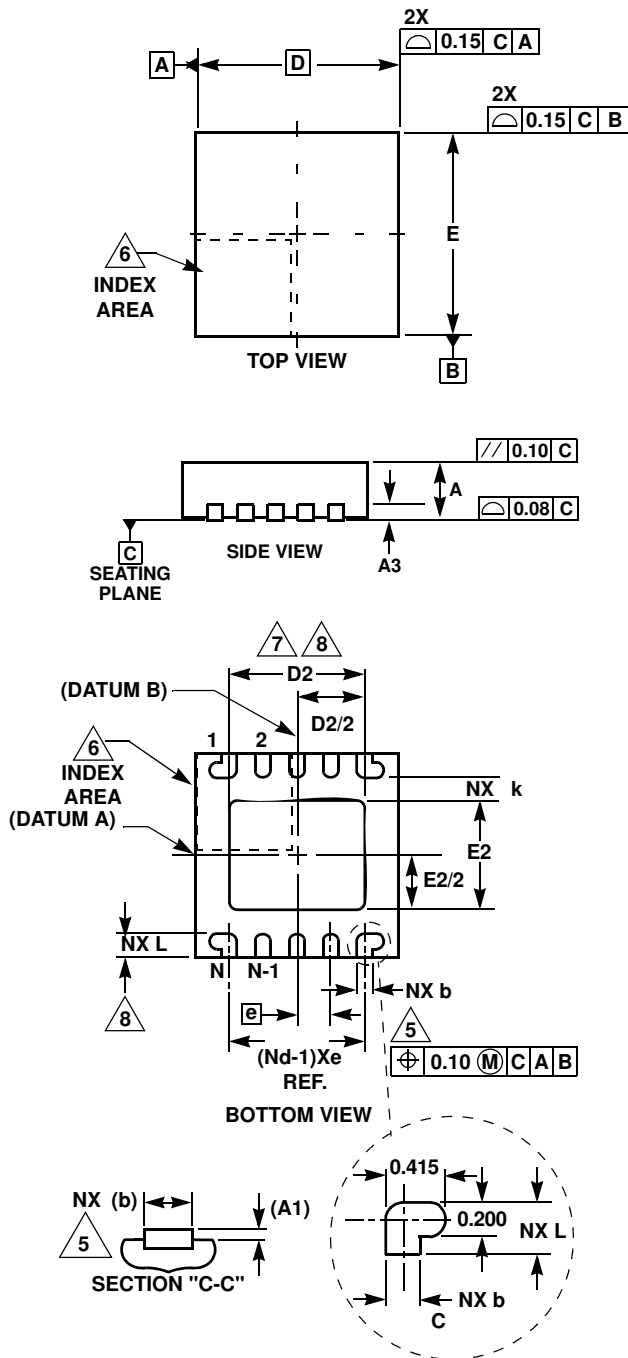 2X
⌓ 0.15 C A
A
D
2X
⌓ 0.15 C B
6
INDEX
AREA
E
TOP VIEW
B
// 0.10 C
A
⌓ 0.08 C
C
SEATING
PLANE
SIDE VIEW
A3
7 8
D2
(DATUM B)
D2/2
6
INDEX
AREA
1 2
(DATUM A)
NX k
E2
E2/2
NX L
N N-1
8
NX b
e
5
(Nd-1)Xe
REF.
⌖ 0.10 Ⓜ C A B
BOTTOM VIEW
NX (b)
(A1)
5
SECTION "C-C"
0.415
0.200
NX L
NX b
C